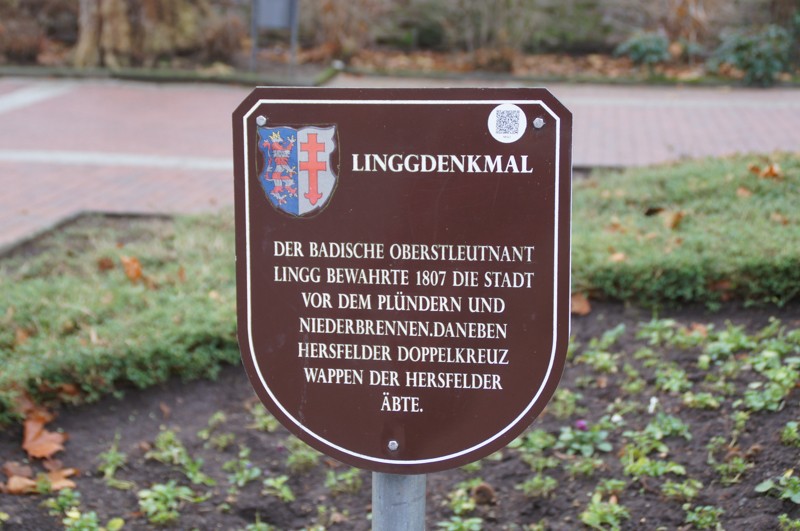 LINGGDENKMAL
DER BADISCHE OBERSTLEUTNANT
LINGG BEWAHRTE 1807 DIE STADT
VOR DEM PLÜNDERN UND
NIEDERBRENNEN.DANEBEN
HERSFELDER DOPPELKREUZ
WAPPEN DER HERSFELDER
ÄBTE.